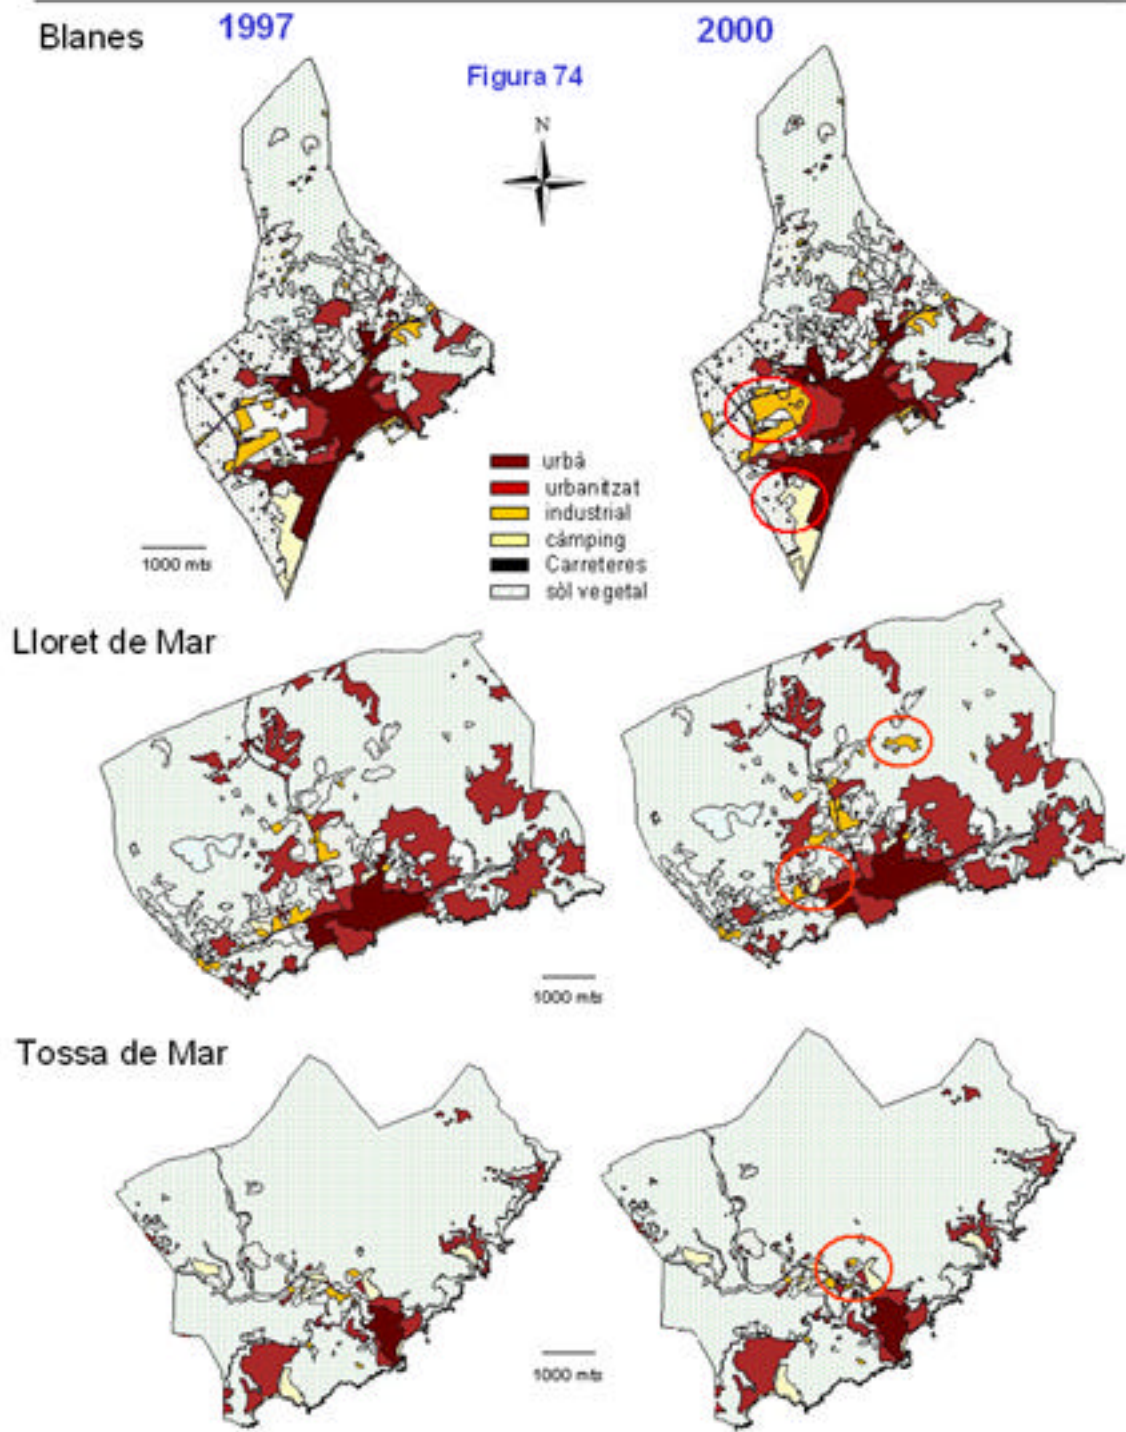 Blanes
1997
2000
Figura 74
N
urbà
urbanitzat
industrial
càmping
Carreteres
sòl vegetal
1000 mts
Lloret de Mar
1000 mts
Tossa de Mar
1000 mts